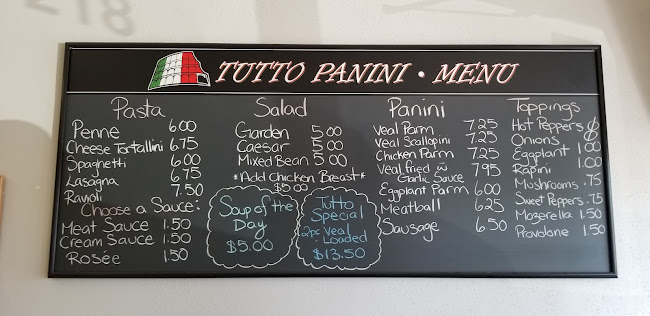 TUTTO PANINI • MENU
Pasta
Penne 6.00
Cheese Tortallini 6.75
Spaghetti 6.00
Lasagna 6.75
Ravioli 7.50
Choose a Sauce:
Meat Sauce 1.50
Cream Sauce 1.50
Rosée 1.50
Salad
Garden 5.00
Caesar 5.00
Mixed Bean 5.00
*Add Chicken Breast*
$5.00
Soup of the
Day
$5.00
Tutto
Special
2pc Veal
Loaded
$13.50
Panini
Veal Parm 7.25
Veal Scallopini 7.25
Chicken Parm 7.25
Veal fried w 7.95
Garlic Sauce
Eggplant Parm 6.00
Meatball 6.25
Sausage 6.50
Toppings
Hot Peppers
Onions
Eggplant 1.00
Rapini 1.00
Mushrooms .75
Sweet Peppers .75
Mozerella 1.50
Provolone 1.50